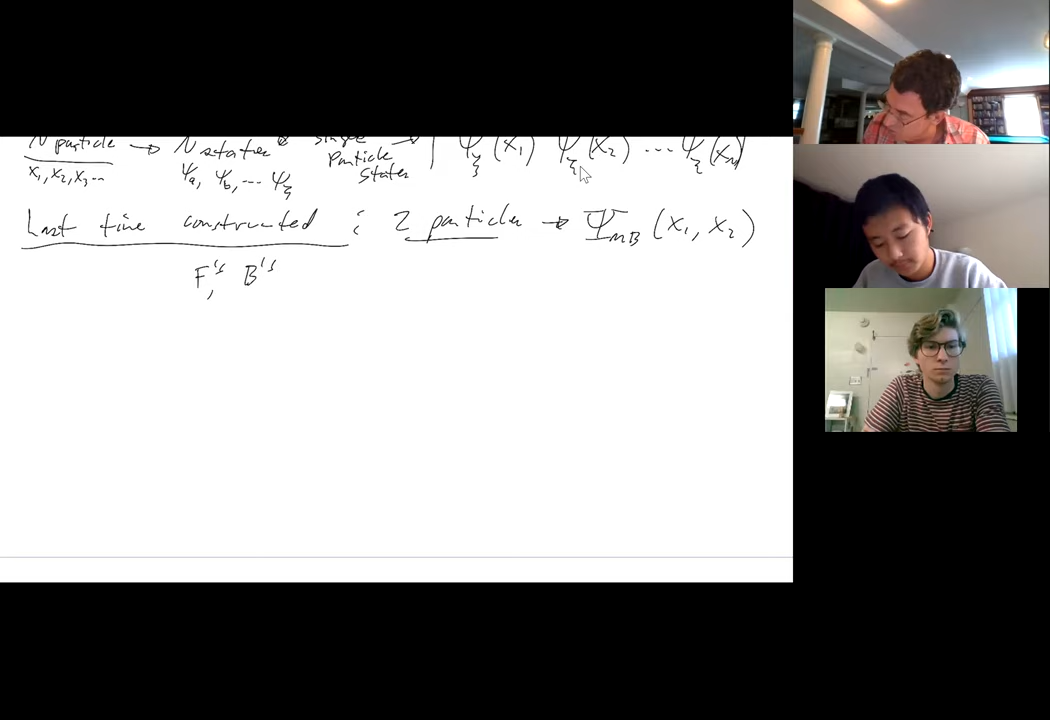 N particle → N states & single particle states → | ψ_ξ(x₁) ψ_ξ(x₂) ... ψ_ξ(x_N)
x₁, x₂, x₃... ψ_a, ψ_b, ... ψ_ξ
Last time constructed : 2 particle → Ψ_MB (x₁, x₂)
F's, B's